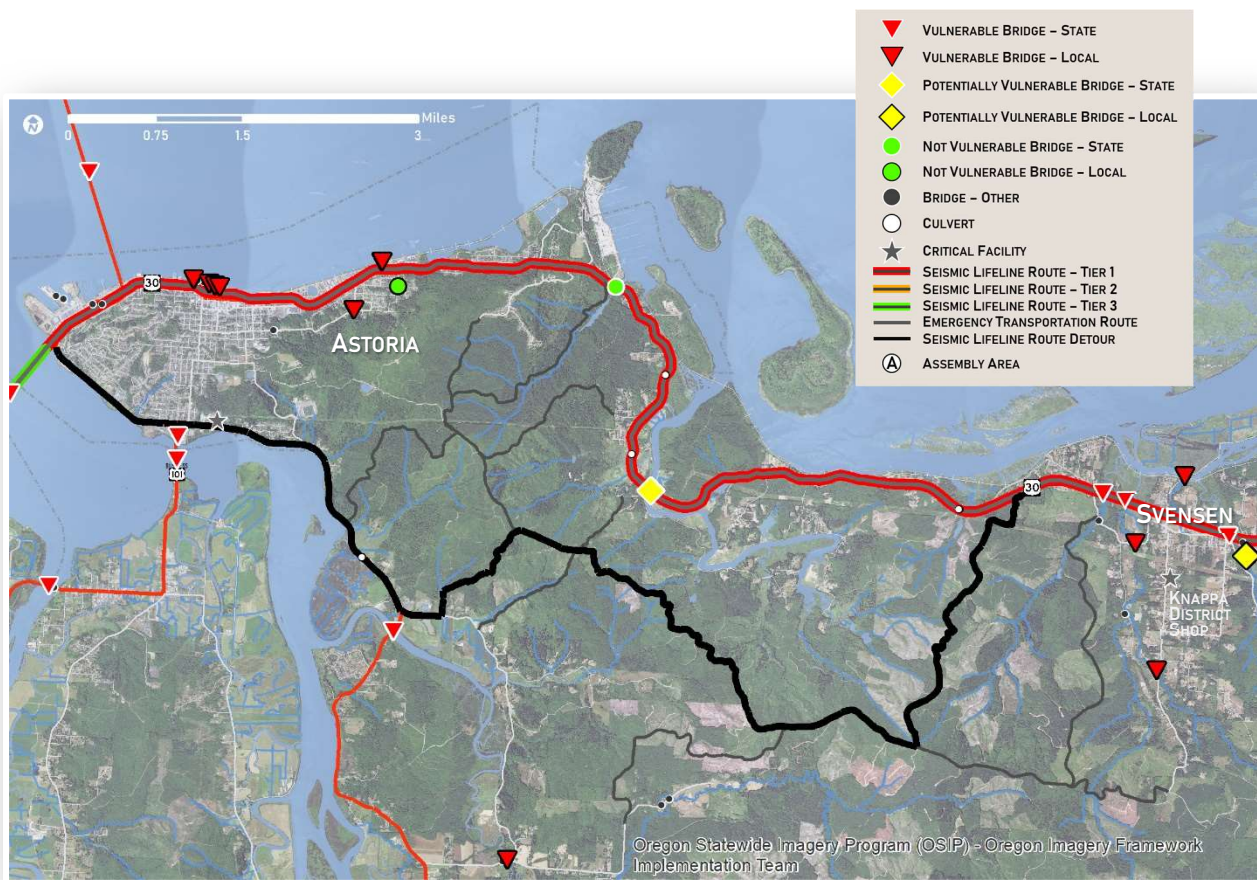 VULNERABLE BRIDGE – STATE
VULNERABLE BRIDGE – LOCAL
POTENTIALLY VULNERABLE BRIDGE – STATE
POTENTIALLY VULNERABLE BRIDGE – LOCAL
NOT VULNERABLE BRIDGE – STATE
NOT VULNERABLE BRIDGE – LOCAL
BRIDGE – OTHER
CULVERT
CRITICAL FACILITY
SEISMIC LIFELINE ROUTE – TIER 1
SEISMIC LIFELINE ROUTE – TIER 2
SEISMIC LIFELINE ROUTE – TIER 3
EMERGENCY TRANSPORTATION ROUTE
SEISMIC LIFELINE ROUTE DETOUR
A ASSEMBLY AREA
N
Miles
0 0.75 1.5 3
30
ASTORIA
101
30
SVENSEN
KNAPPA
DISTRICT
SHOP
Oregon Statewide Imagery Program (OSIP) - Oregon Imagery Framework
Implementation Team